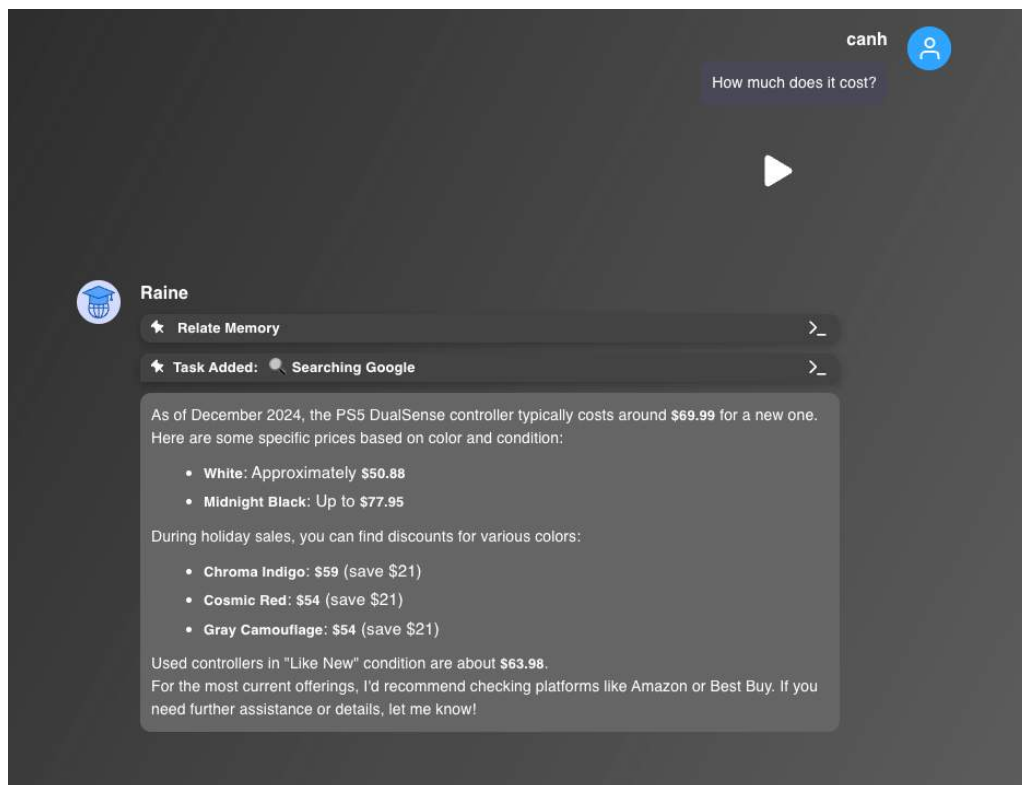 canh
How much does it cost?
Raine
Relate Memory
Task Added: 🔍 Searching Google
As of December 2024, the PS5 DualSense controller typically costs around $69.99 for a new one.
Here are some specific prices based on color and condition:
• White: Approximately $50.88
• Midnight Black: Up to $77.95
During holiday sales, you can find discounts for various colors:
• Chroma Indigo: $59 (save $21)
• Cosmic Red: $54 (save $21)
• Gray Camouflage: $54 (save $21)
Used controllers in "Like New" condition are about $63.98.
For the most current offerings, I'd recommend checking platforms like Amazon or Best Buy. If you
need further assistance or details, let me know!